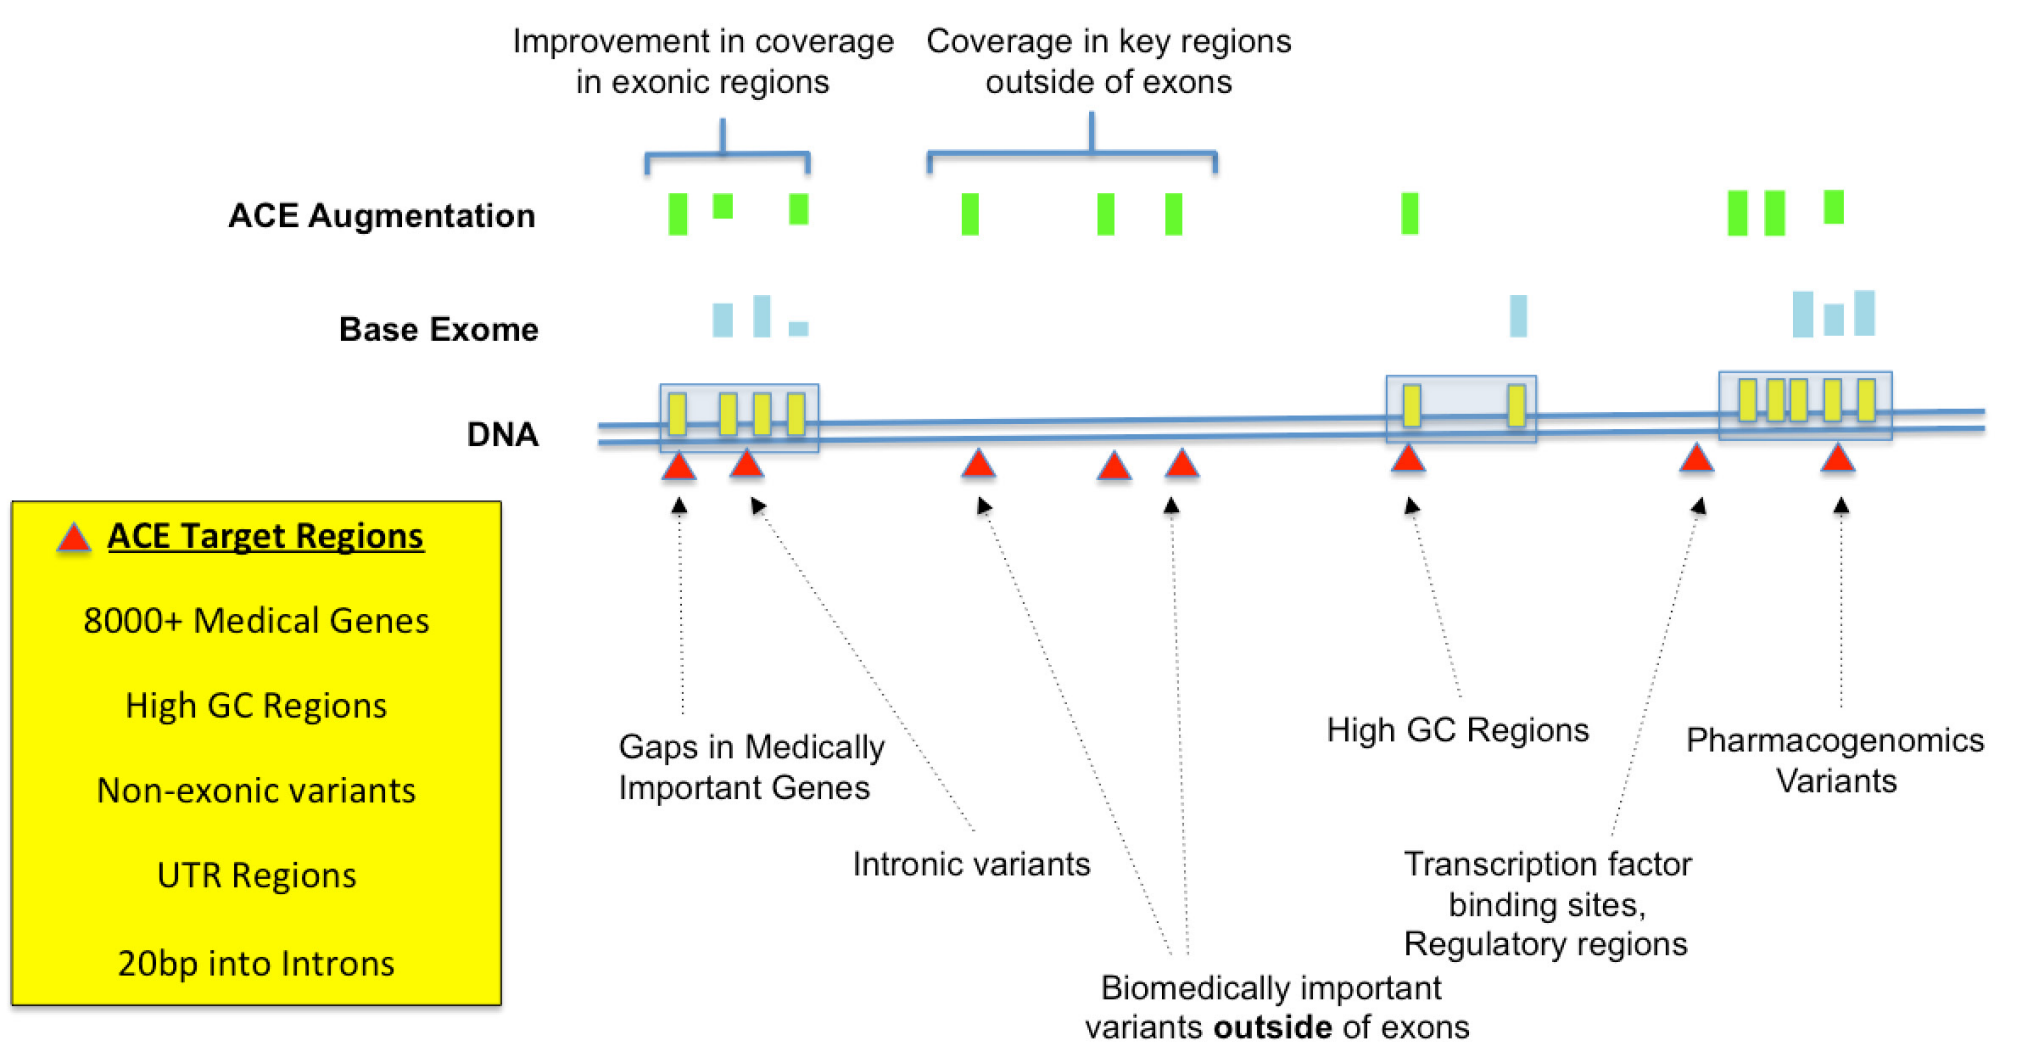 Improvement in coverage
in exonic regions
Coverage in key regions
outside of exons
ACE Augmentation
Base Exome
DNA
ACE Target Regions
8000+ Medical Genes
High GC Regions
Non-exonic variants
UTR Regions
20bp into Introns
Gaps in Medically
Important Genes
Intronic variants
Biomedically important
variants outside of exons
High GC Regions
Transcription factor
binding sites,
Regulatory regions
Pharmacogenomics
Variants